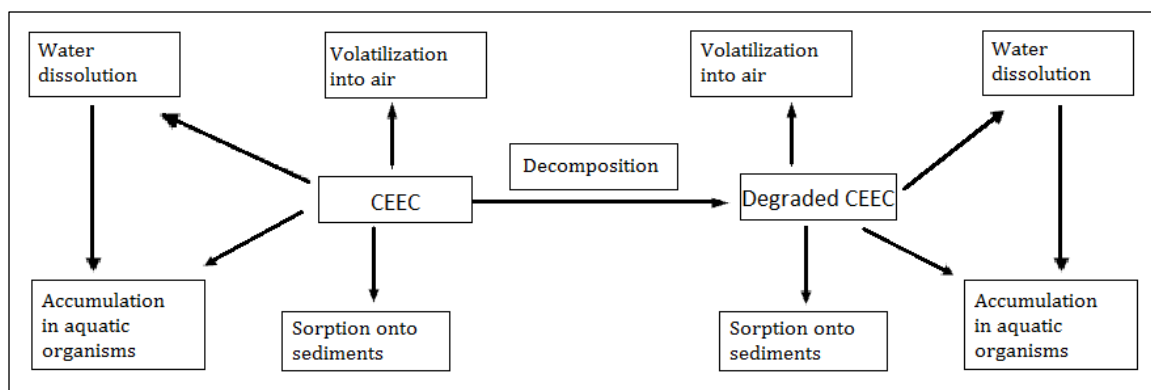 Water
dissolution
Volatilization
into air
Volatilization
into air
Water
dissolution
Decomposition
CEEC
Degraded CEEC
Accumulation
in aquatic
organisms
Sorption onto
sediments
Sorption onto
sediments
Accumulation
in aquatic
organisms